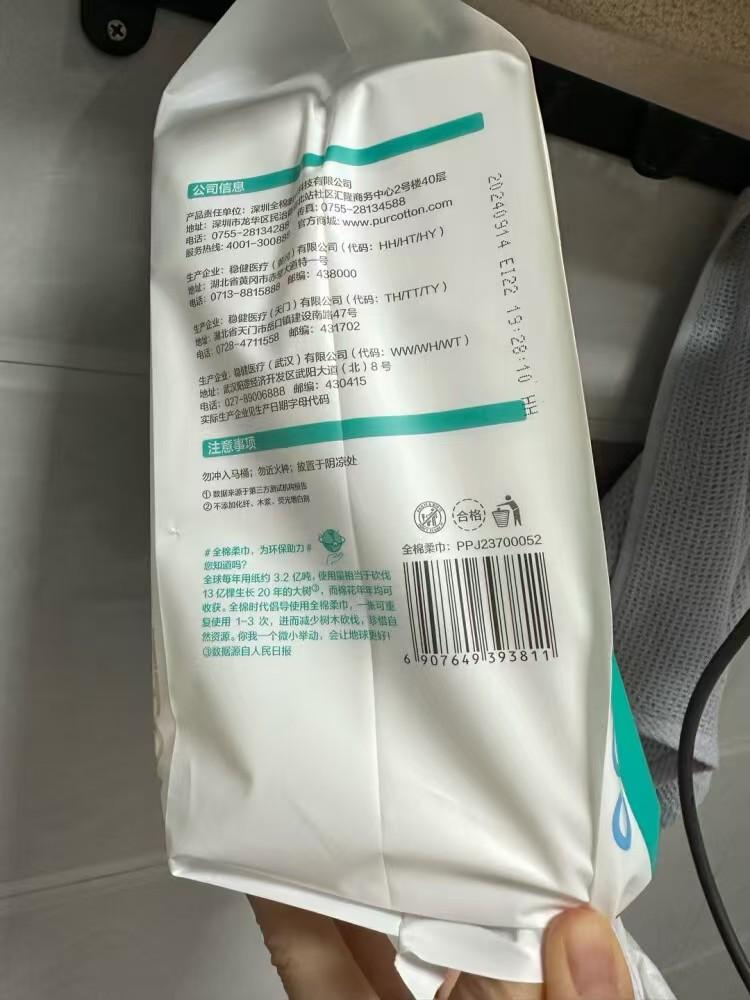 公司信息
产品责任单位：深圳全棉 科技有限公司
地址：深圳市龙华区民治 北站社区汇隆商务中心2号楼40层
电话：0755-28134288 传真：0755-28134588
服务热线：4001-300 官方商城：www.purcotton.com
生产企业：稳健医疗（黄冈）有限公司（代码：HH/HT/HY）
地址：湖北省黄冈市 大道特一号
电话：0713-8815888 邮编：438000
生产企业：稳健医疗（天门）有限公司（代码：TH/TT/TY）
地址：湖北省天门市岳口镇建设南路47号
电话：0728-4711558 邮编：431702
生产企业：稳健医疗（武汉）有限公司（代码：WW/WH/WT）
地址：武汉 经济开发区武阳大道（北）8号
电话：027-89006888 邮编：430415
实际生产企业见生产日期字母代码
20240914 EI22 19:28:10 HH
注意事项
勿冲入马桶；勿近火种；放置于阴凉处
① 数据来源于第三方测试机构报告
② 不添加化纤、木浆、荧光增白剂
合格
#全棉柔巾，为环保助力#
您知道吗？
全球每年用纸约 3.2 亿吨，使用量相当于砍伐
13 亿棵生长 20 年的大树③，而棉花年年均可
收获。全棉时代倡导使用全棉柔巾，一张可重
复使用 1-3 次，进而减少树木砍伐，珍惜自
然资源。你我一个微小举动，会让地球更好！
③数据源自人民日报
全棉柔巾：PPJ23700052
6 907649 393811